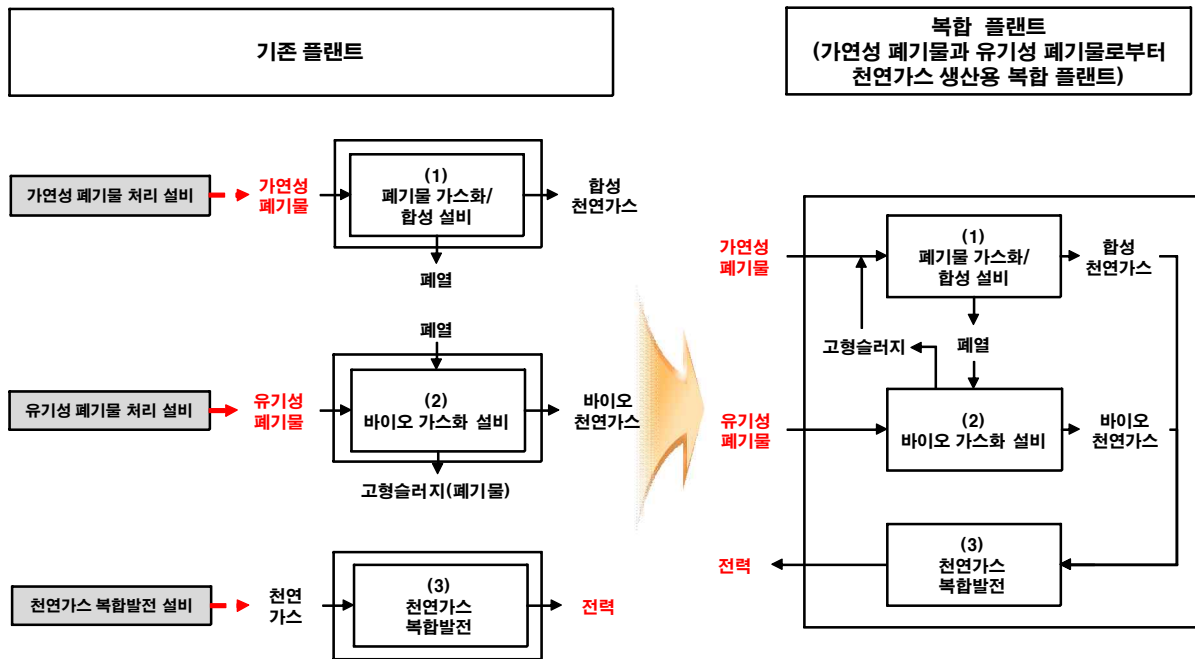 기존 플랜트
복합 플랜트
(가연성 폐기물과 유기성 폐기물로부터
천연가스 생산용 복합 플랜트)
가연성 폐기물 처리 설비
가연성
폐기물
(1)
폐기물 가스화/
합성 설비
합성
천연가스
폐열
폐열
유기성 폐기물 처리 설비
유기성
폐기물
(2)
바이오 가스화 설비
바이오
천연가스
고형슬러지(폐기물)
천연가스 복합발전 설비
천연
가스
(3)
천연가스
복합발전
전력
가연성
폐기물
(1)
폐기물 가스화/
합성 설비
합성
천연가스
고형슬러지
폐열
유기성
폐기물
(2)
바이오 가스화 설비
바이오
천연가스
전력
(3)
천연가스
복합발전